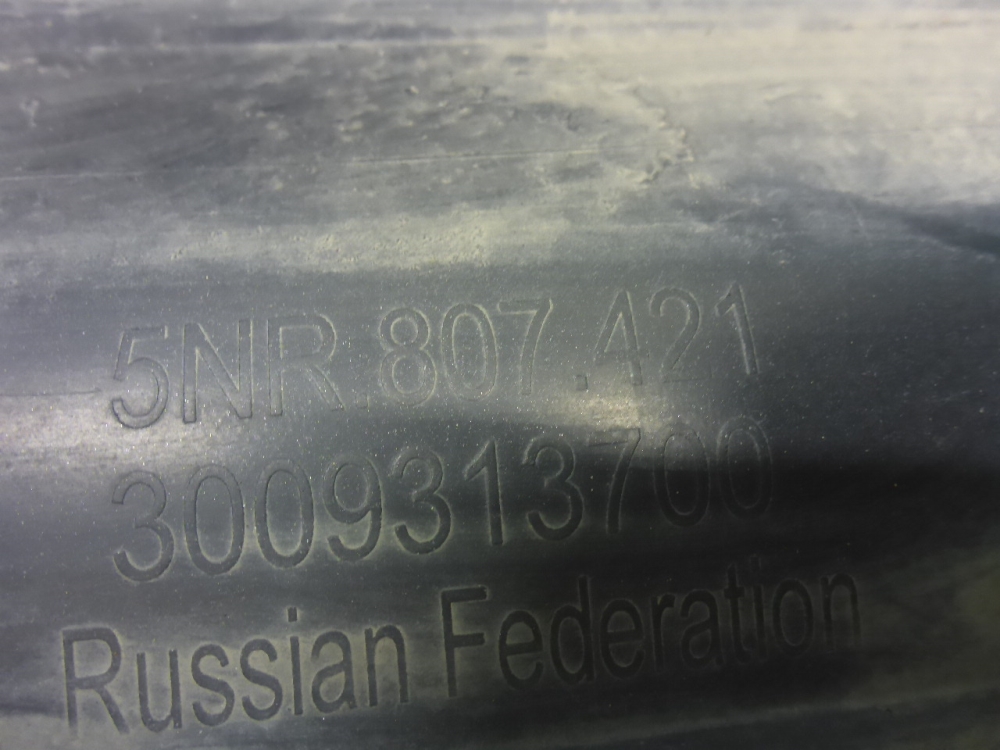 5NR.807.421
3009313700
Russian Federation